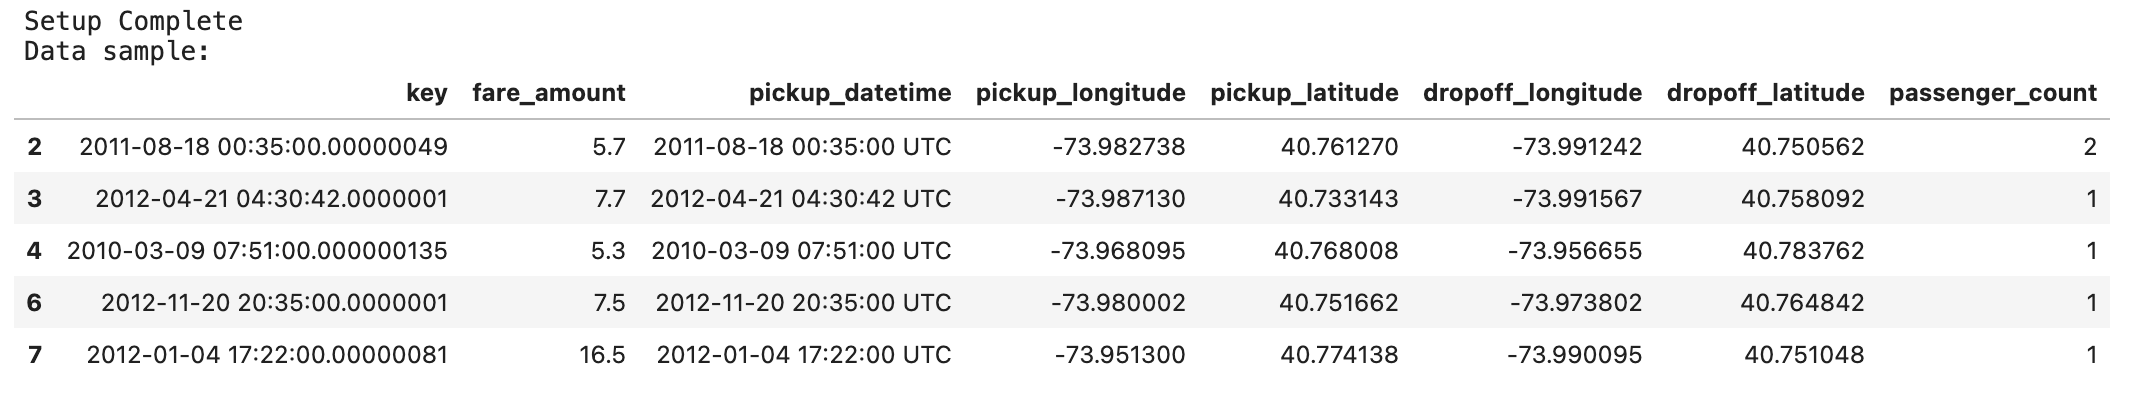 Setup Complete
Data sample:
key fare_amount pickup_datetime pickup_longitude pickup_latitude dropoff_longitude dropoff_latitude passenger_count
2 2011-08-18 00:35:00.00000049 5.7 2011-08-18 00:35:00 UTC -73.982738 40.761270 -73.991242 40.750562 2
3 2012-04-21 04:30:42.0000001 7.7 2012-04-21 04:30:42 UTC -73.987130 40.733143 -73.991567 40.758092 1
4 2010-03-09 07:51:00.000000135 5.3 2010-03-09 07:51:00 UTC -73.968095 40.768008 -73.956655 40.783762 1
6 2012-11-20 20:35:00.0000001 7.5 2012-11-20 20:35:00 UTC -73.980002 40.751662 -73.973802 40.764842 1
7 2012-01-04 17:22:00.00000081 16.5 2012-01-04 17:22:00 UTC -73.951300 40.774138 -73.990095 40.751048 1